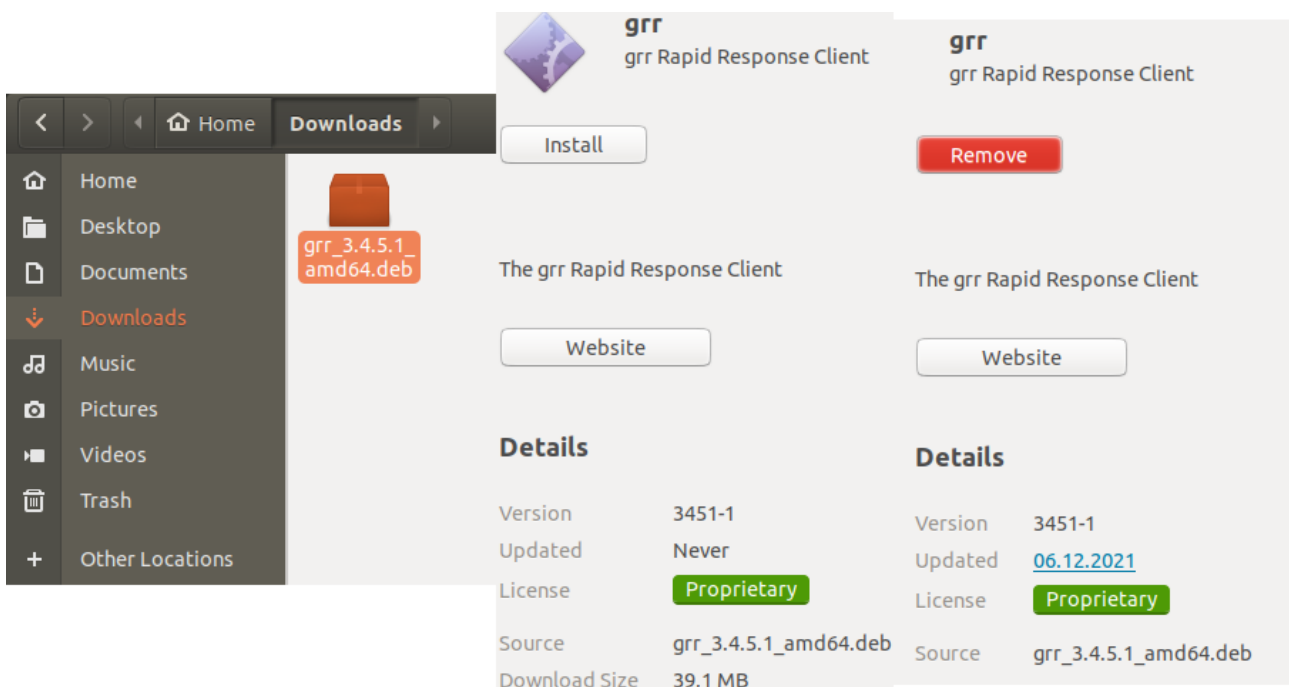 Home Downloads
Home
Desktop
Documents
Downloads
Music
Pictures
Videos
Trash
Other Locations
grr_3.4.5.1_
amd64.deb
grr
grr Rapid Response Client
Install
The grr Rapid Response Client
Website
Details
Version 3451-1
Updated Never
License Proprietary
Source grr_3.4.5.1_amd64.deb
Download Size 39.1 MB
grr
grr Rapid Response Client
Remove
The grr Rapid Response Client
Website
Details
Version 3451-1
Updated 06.12.2021
License Proprietary
Source grr_3.4.5.1_amd64.deb